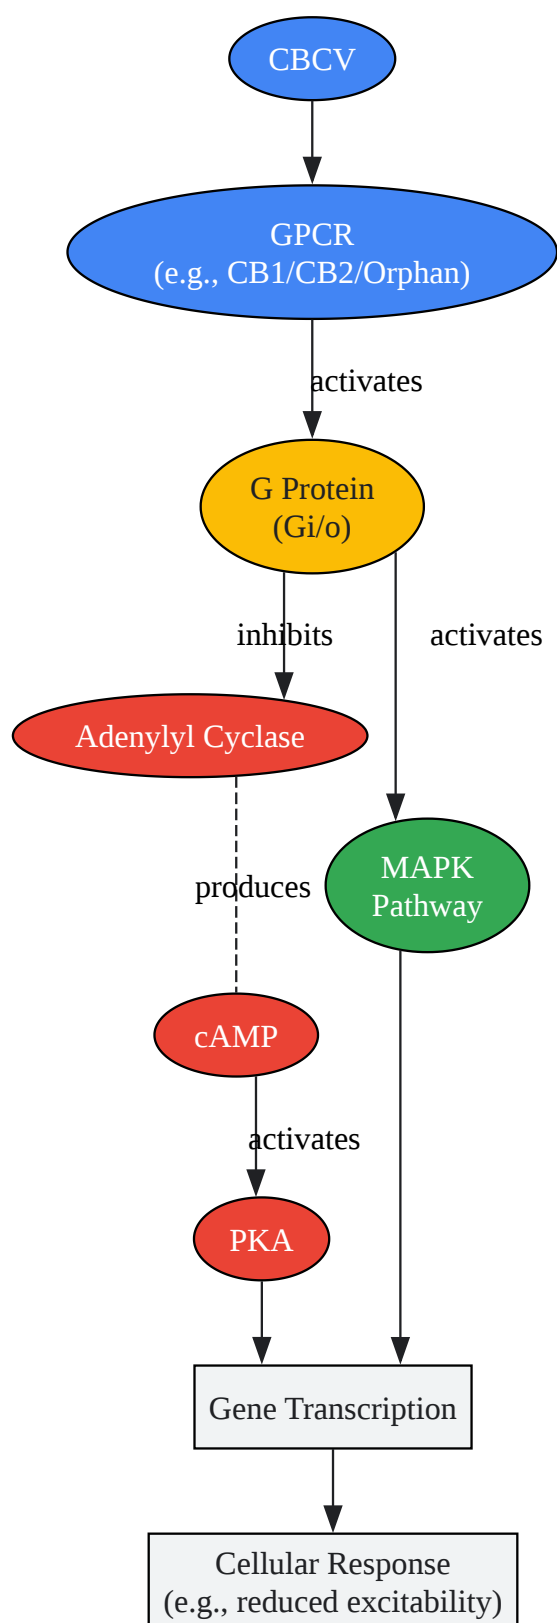 CBCV
GPCR
(e.g., CB1/CB2/Orphan)
activates
G Protein
(Gi/o)
inhibits
activates
Adenylyl Cyclase
produces
MAPK
Pathway
cAMP
activates
PKA
Gene Transcription
Cellular Response
(e.g., reduced excitability)